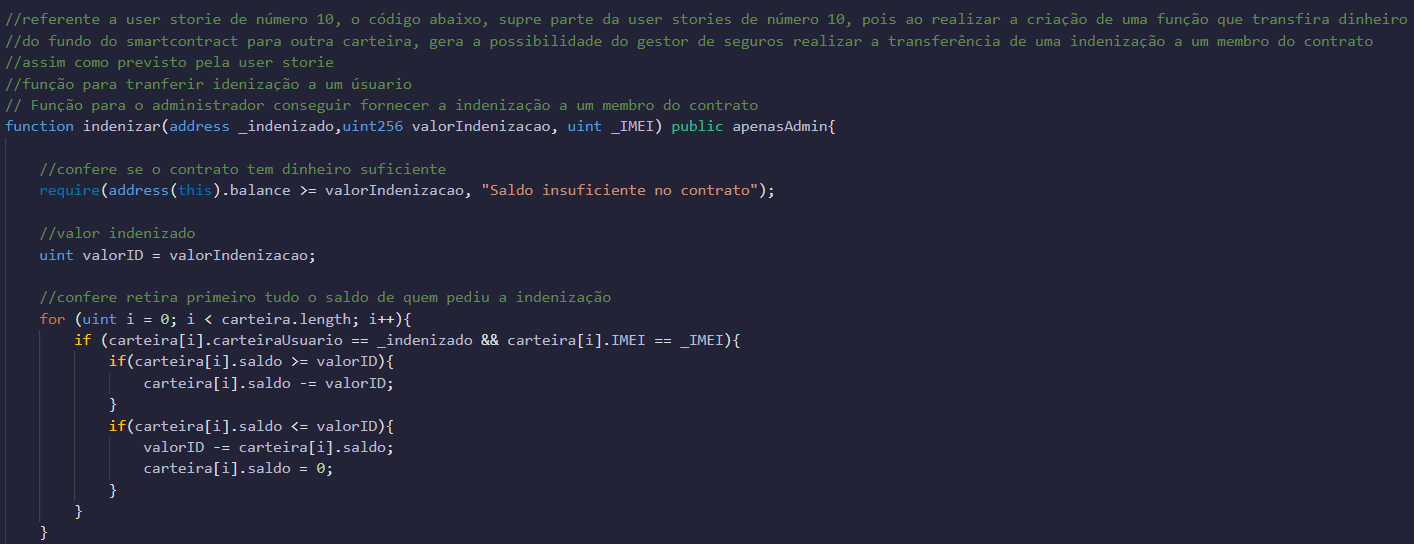 //referente a user storie de número 10, o código abaixo, supre parte da user stories de número 10, pois ao realizar a criação de uma função que transfira dinheiro
//do fundo do smartcontract para outra carteira, gera a possibilidade do gestor de seguros realizar a transferência de uma indenização a um membro do contrato
//assim como previsto pela user storie
//função para tranferir idenização a um úsuario
// Função para o administrador conseguir fornecer a indenização a um membro do contrato
function indenizar(address _indenizado,uint256 valorIndenizacao, uint _IMEI) public apenasAdmin{
//confere se o contrato tem dinheiro suficiente
require(address(this).balance >= valorIndenizacao, "Saldo insuficiente no contrato");
//valor indenizado
uint valorID = valorIndenizacao;
//confere retira primeiro tudo o saldo de quem pediu a indenização
for (uint i = 0; i < carteira.length; i++){
if (carteira[i].carteiraUsuario == _indenizado && carteira[i].IMEI == _IMEI){
if(carteira[i].saldo >= valorID){
carteira[i].saldo -= valorID;
}
if(carteira[i].saldo <= valorID){
valorID -= carteira[i].saldo;
carteira[i].saldo = 0;
}
}
}